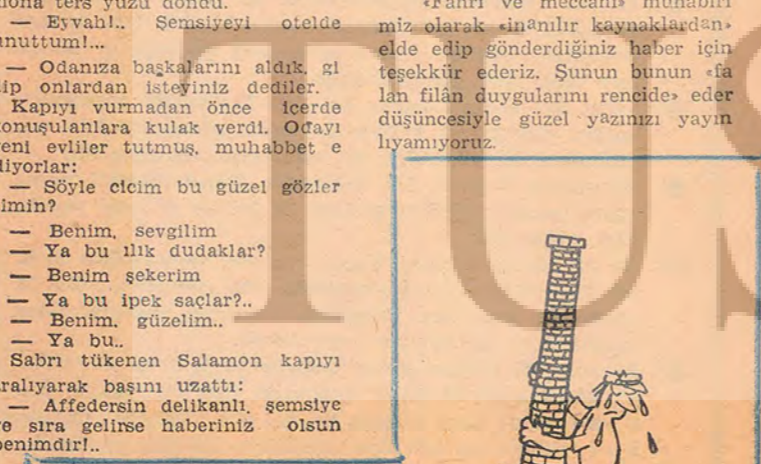 ters yüzü döndü.
— Eyvah!.. Şemsiyeyi otelde
unuttum!...
— Odanıza başkalarını aldık, gi
dip onlardan isteyiniz dediler.
Kapıyı vurmadan önce içerde
konuşulanlara kulak verdi. Odayı
yeni evliler tutmuş, muhabbet e
diyorlar:
— Söyle cicim bu güzel gözler
kimin?
— Benim, sevgilim
— Ya bu ılık dudaklar?
— Benim şekerim
— Ya bu ipek saçlar?..
— Benim, güzelim..
— Ya bu..
Sabrı tükenen Salamon kapıyı
aralıyarak başını uzattı:
— Affedersin delikanlı, şemsiye
ye sıra gelirse haberiniz olsun
benimdir!..
«Fahri ve meccani» muhabiri
miz olarak «inanılır kaynaklardan»
elde edip gönderdiğiniz haber için
teşekkür ederiz. Şunun bunun «fa
lan filân duygularını rencide» eder
düşüncesiyle güzel yazınızı yayın
lıyamıyoruz.
TUS